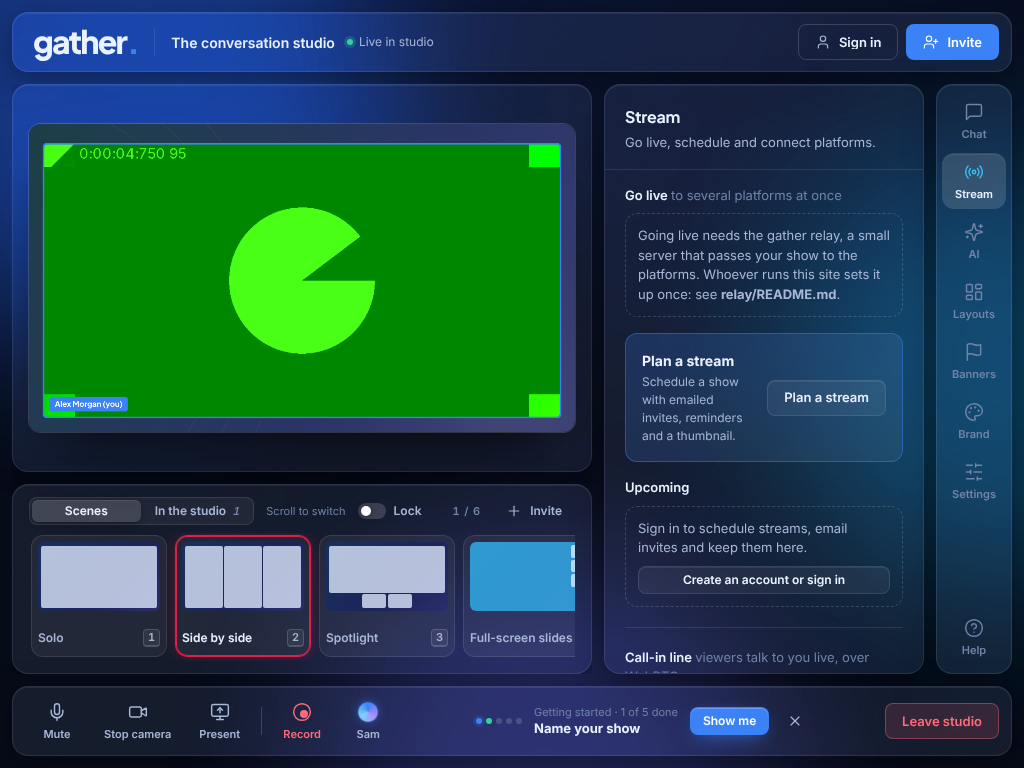 gather.
The conversation studio
Live in studio
Sign in
Invite
0:00:04:750 95
Alex Morgan (you)
Scenes
In the studio 1
Scroll to switch
Lock
1 / 6
Invite
Solo
1
Side by side
2
Spotlight
3
Full-screen slides
Stream
Go live, schedule and connect platforms.
Go live to several platforms at once
Going live needs the gather relay, a small
server that passes your show to the
platforms. Whoever runs this site sets it
up once: see relay/README.md.
Plan a stream
Schedule a show
with emailed
invites, reminders
and a thumbnail.
Plan a stream
Upcoming
Sign in to schedule streams, email
invites and keep them here.
Create an account or sign in
Call-in line viewers talk to you live, over
Chat
Stream
AI
Layouts
Banners
Brand
Settings
Help
Mute
Stop camera
Present
Record
Sam
Getting started · 1 of 5 done
Name your show
Show me
Leave studio